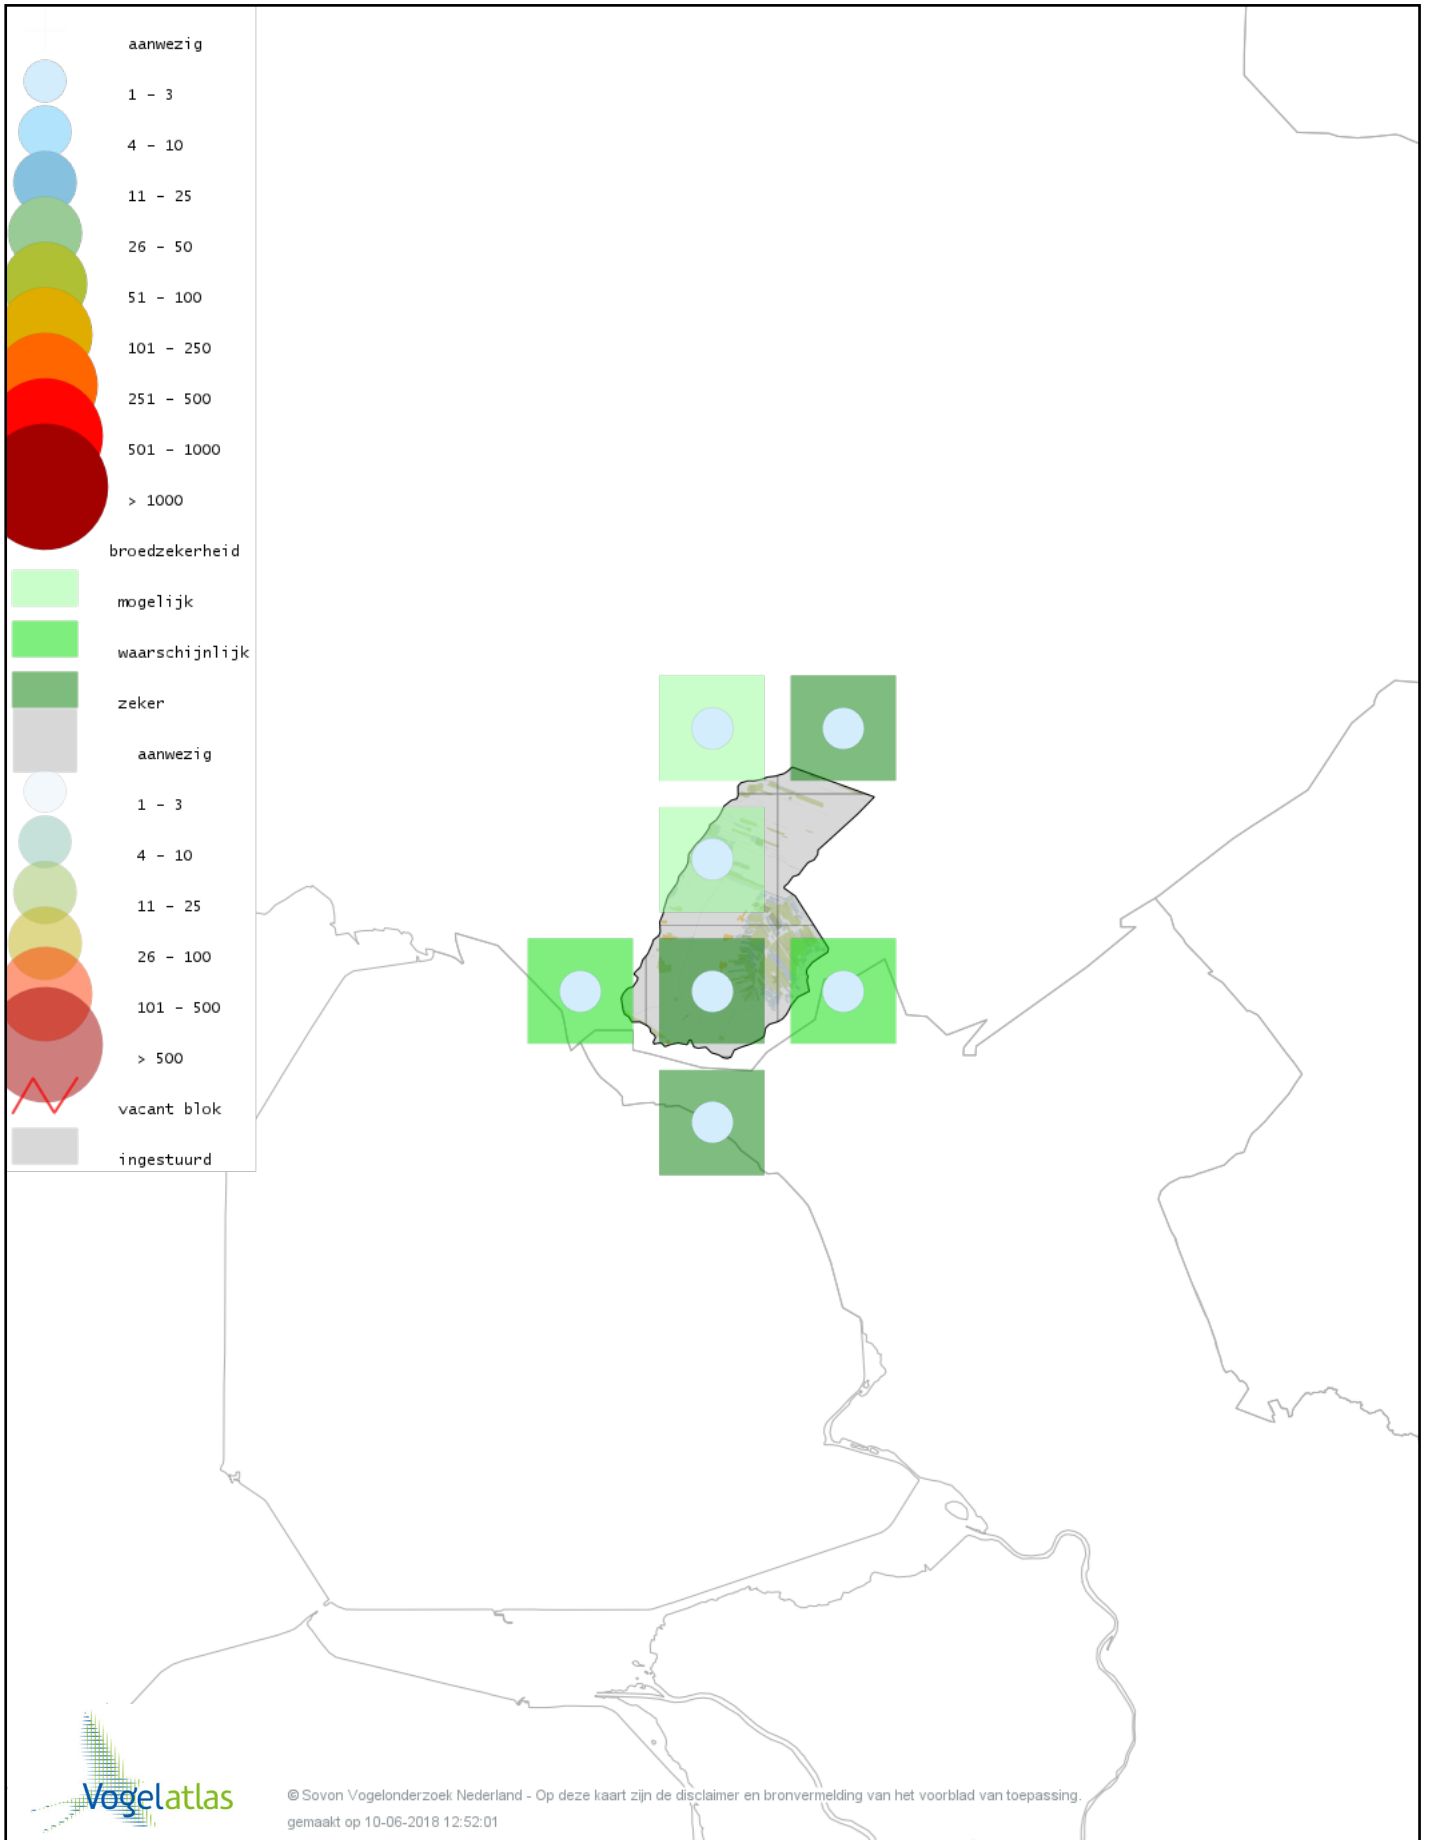 aanwezig
1 - 3
4 - 10
11 - 25
26 - 50
51 - 100
101 - 250
251 - 500
501 - 1000
> 1000
broedzekerheid
mogelijk
waarschijnlijk
zeker
aanwezig
1 - 3
4 - 10
11 - 25
26 - 100
101 - 500
> 500
vacant blok
ingestuurd
Vogelatlas
© Sovon Vogelonderzoek Nederland - Op deze kaart zijn de disclaimer en bronvermelding van het voorblad van toepassing.
gemaakt op 10-06-2018 12:52:01